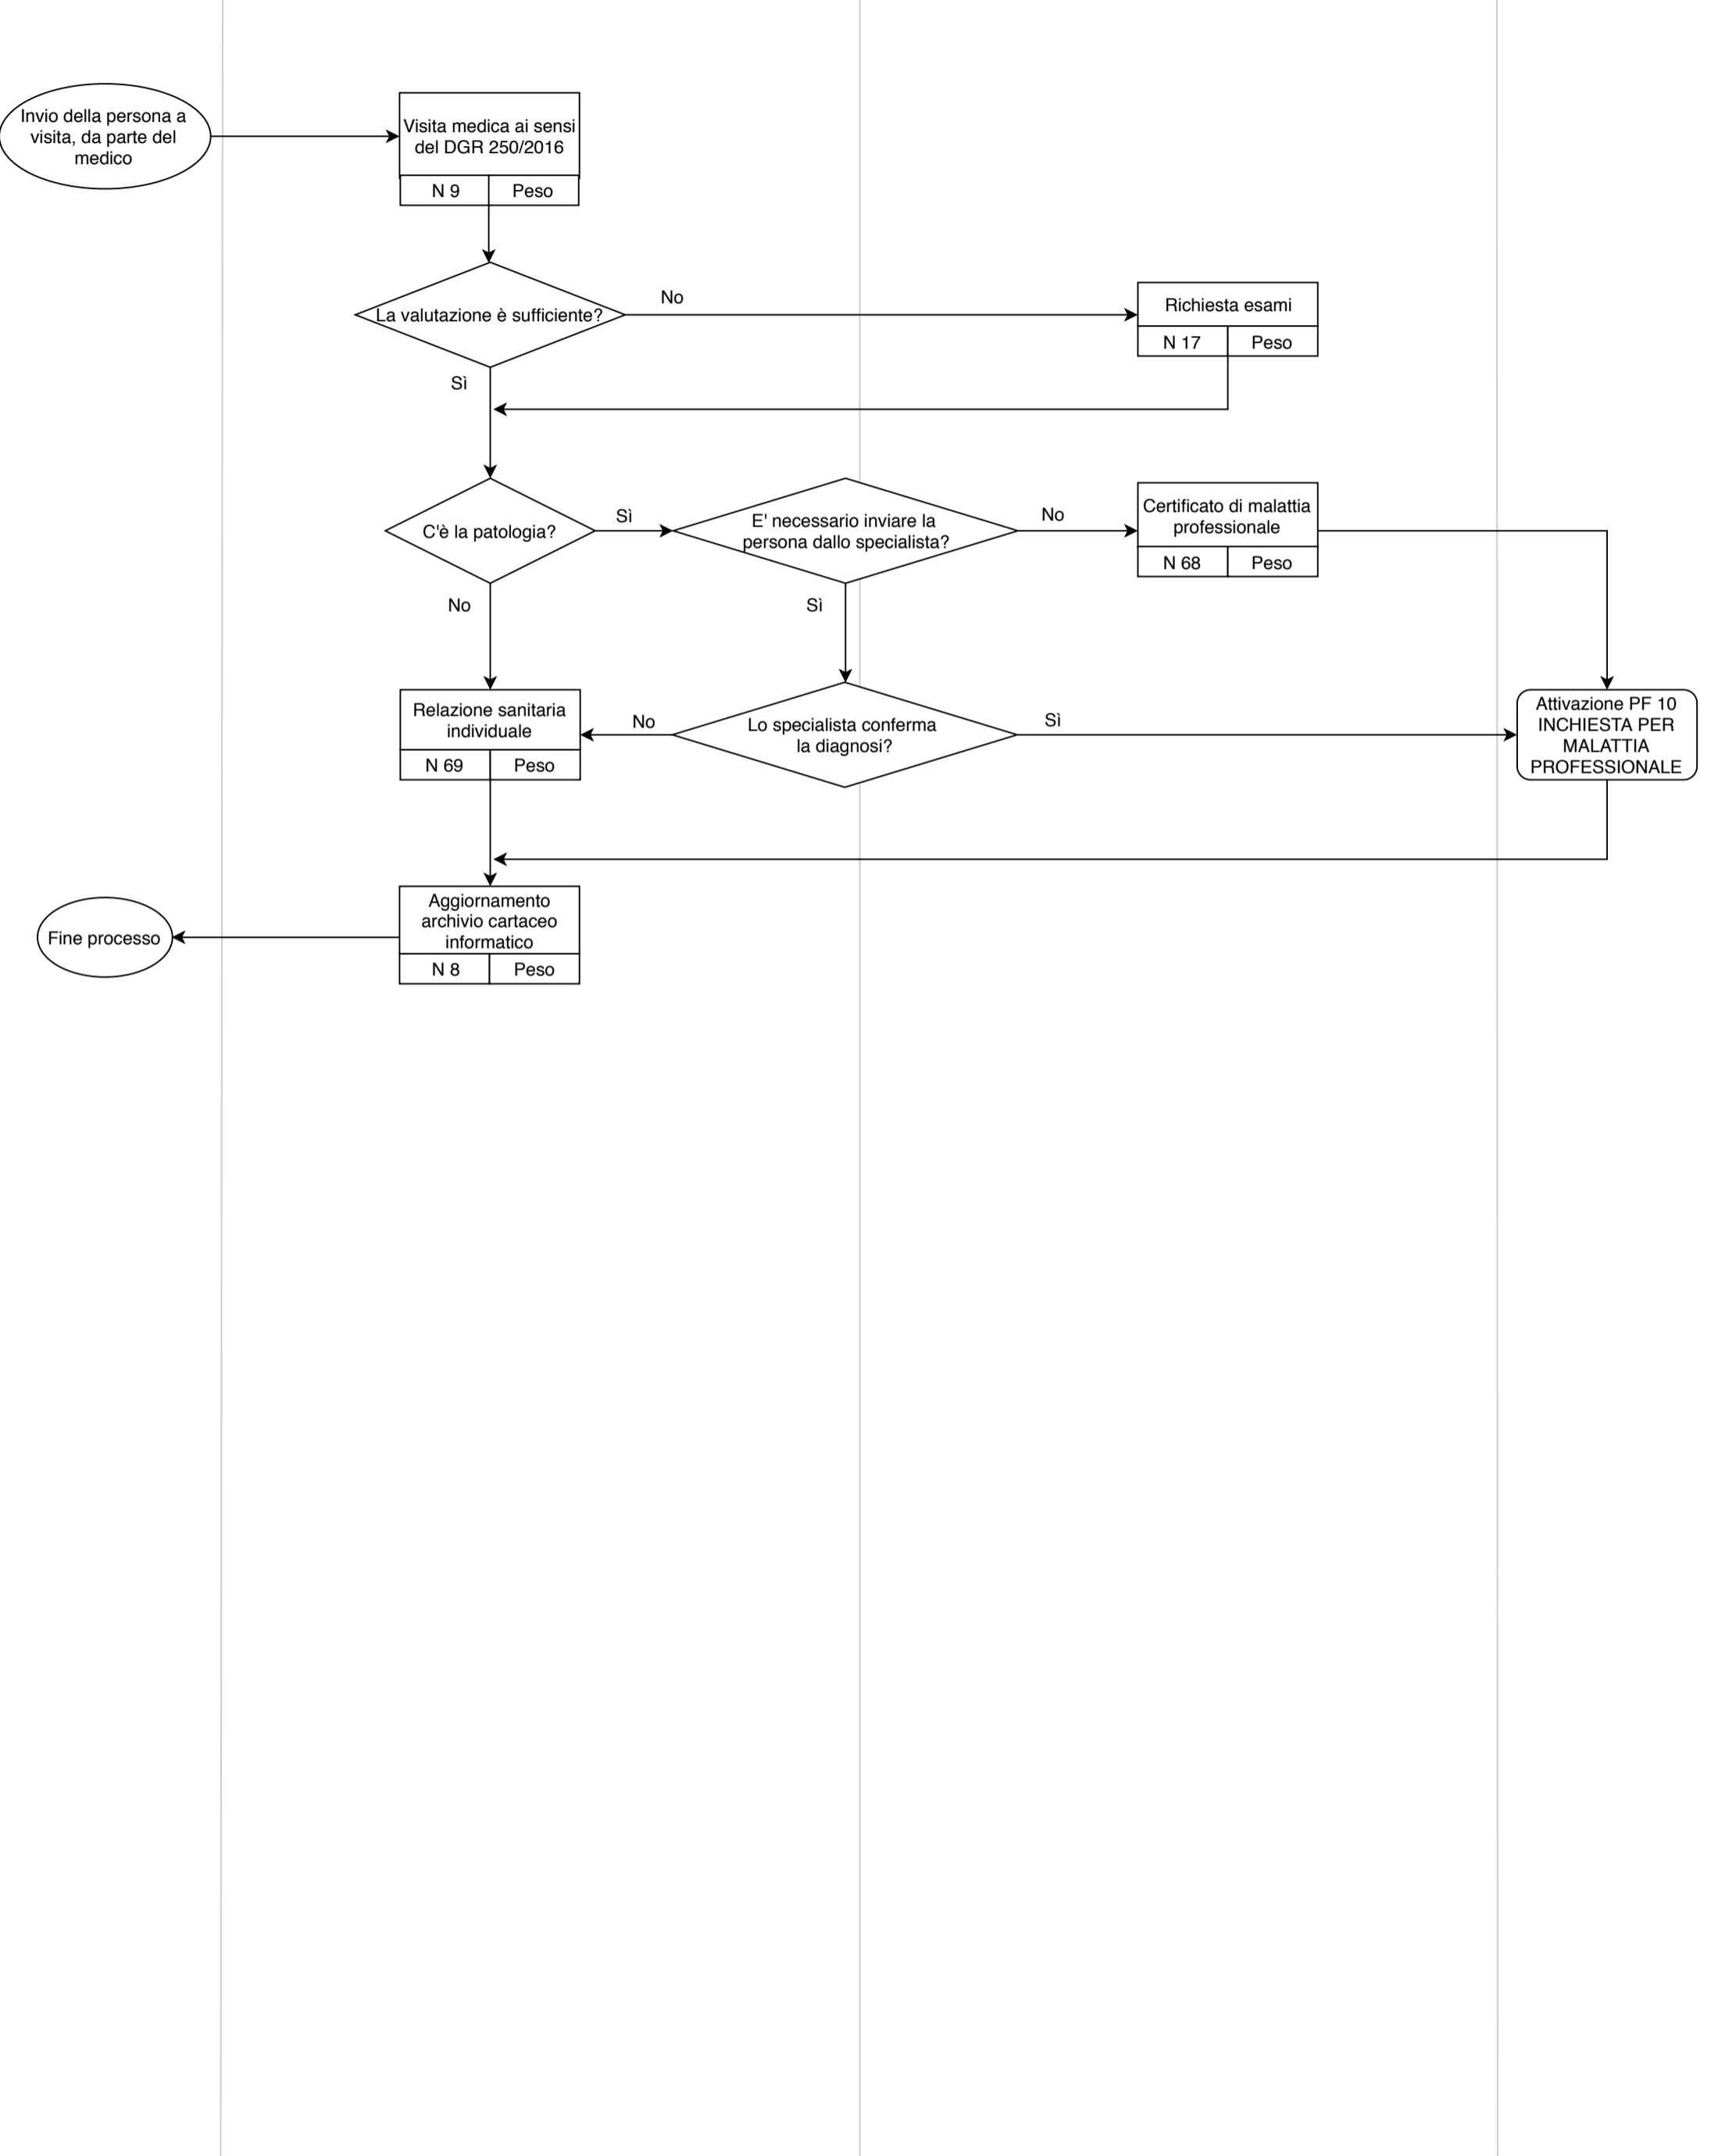 Invio della persona a
visita, da parte del
medico
Visita medica ai sensi
del DGR 250/2016
N 9
Peso
La valutazione è sufficiente?
No
Richiesta esami
N 17
Peso
Sì
C'è la patologia?
Sì
E' necessario inviare la
persona dallo specialista?
No
Certificato di malattia
professionale
N 68
Peso
No
Sì
Relazione sanitaria
individuale
N 69
Peso
No
Lo specialista conferma
la diagnosi?
Sì
Attivazione PF 10
INCHIESTA PER
MALATTIA
PROFESSIONALE
Aggiornamento
archivio cartaceo
informatico
N 8
Peso
Fine processo